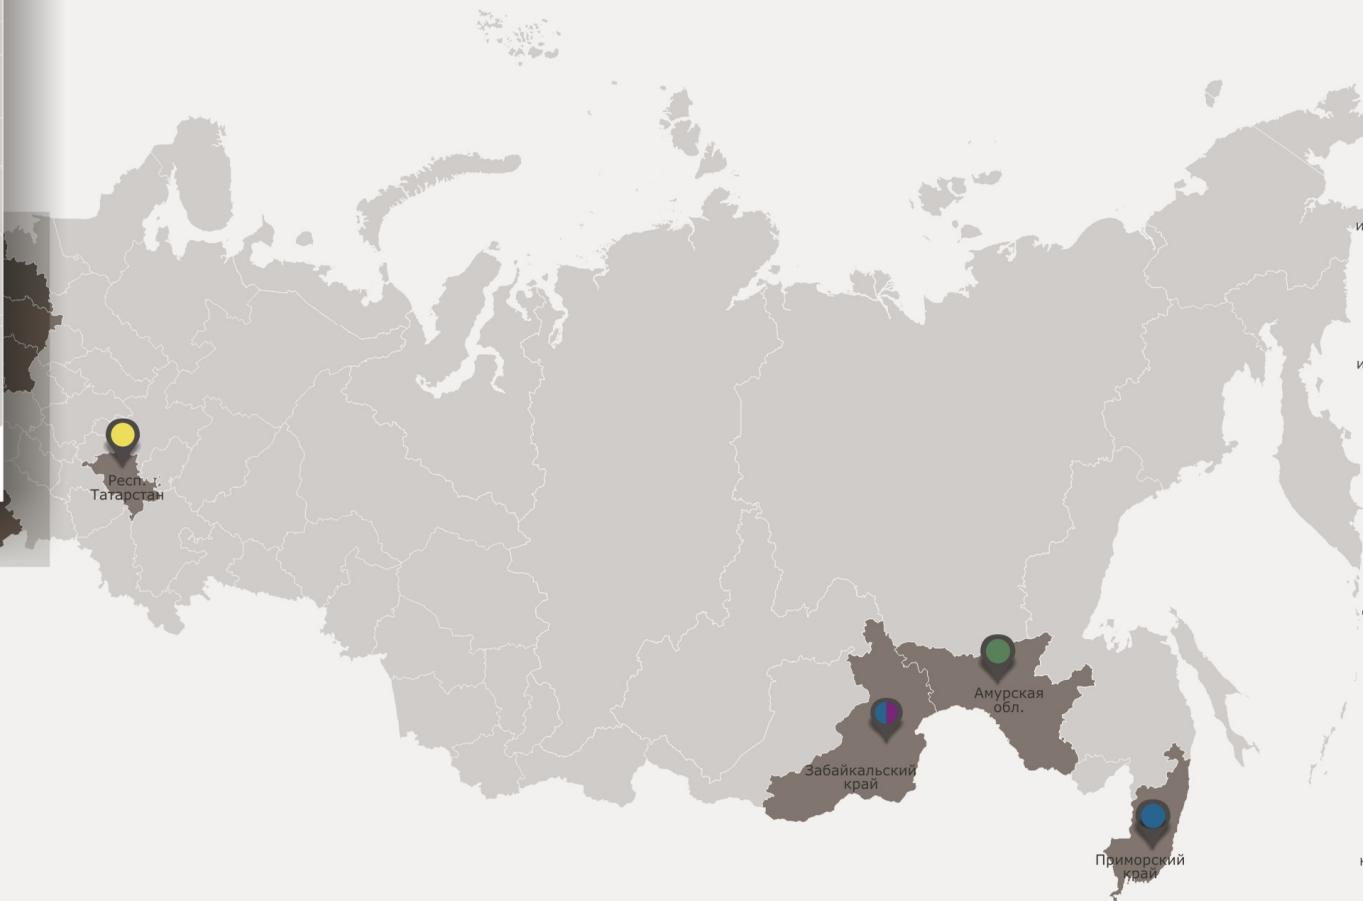 Респ.
Татарстан
Амурская
обл.
Забайкальский
край
Приморский
край